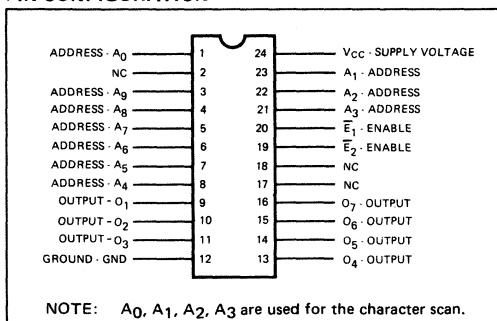 ADDRESS - A0 1 24 VCC - SUPPLY VOLTAGE
NC 2 23 A1 - ADDRESS
ADDRESS - A9 3 22 A2 - ADDRESS
ADDRESS - A8 4 21 A3 - ADDRESS
ADDRESS - A7 5 20 E̅1 - ENABLE
ADDRESS - A6 6 19 E̅2 - ENABLE
ADDRESS - A5 7 18 NC
ADDRESS - A4 8 17 NC
OUTPUT - O1 9 16 O7 - OUTPUT
OUTPUT - O2 10 15 O6 - OUTPUT
OUTPUT - O3 11 14 O5 - OUTPUT
GROUND - GND 12 13 O4 - OUTPUT
NOTE: A0, A1, A2, A3 are used for the character scan.